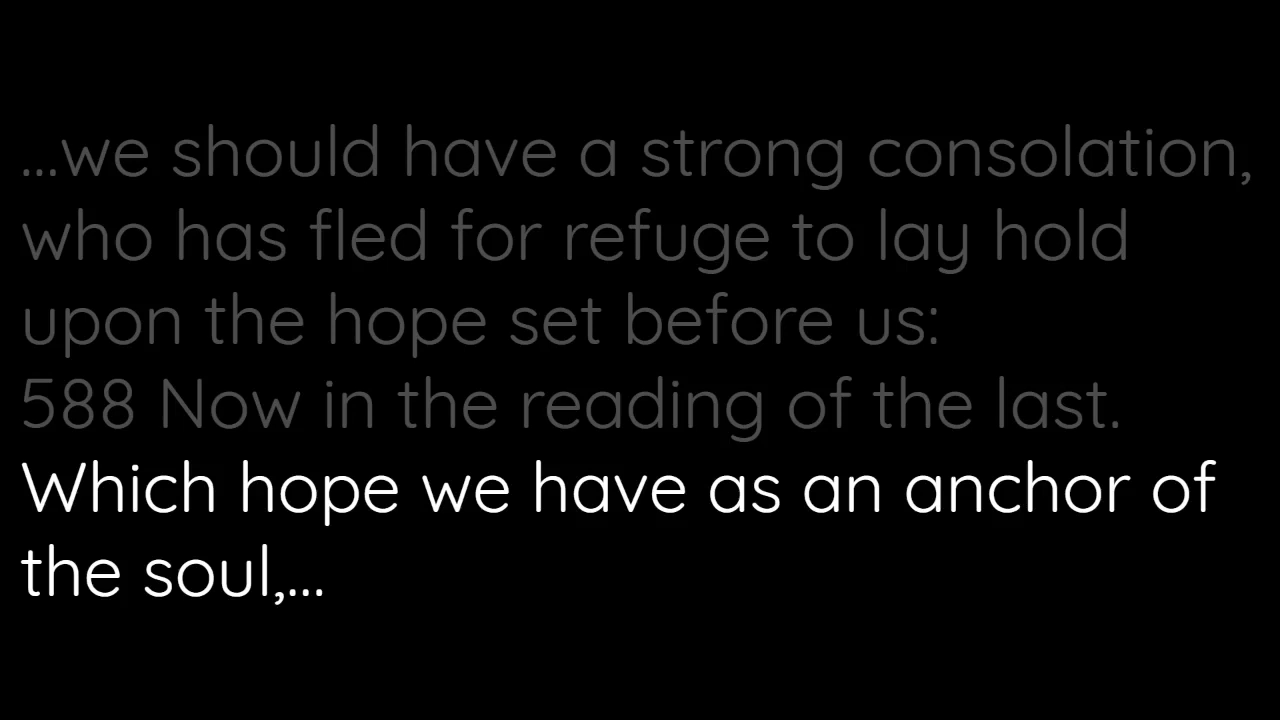 ...we should have a strong consolation,
who has fled for refuge to lay hold
upon the hope set before us:
588 Now in the reading of the last.
Which hope we have as an anchor of
the soul,...